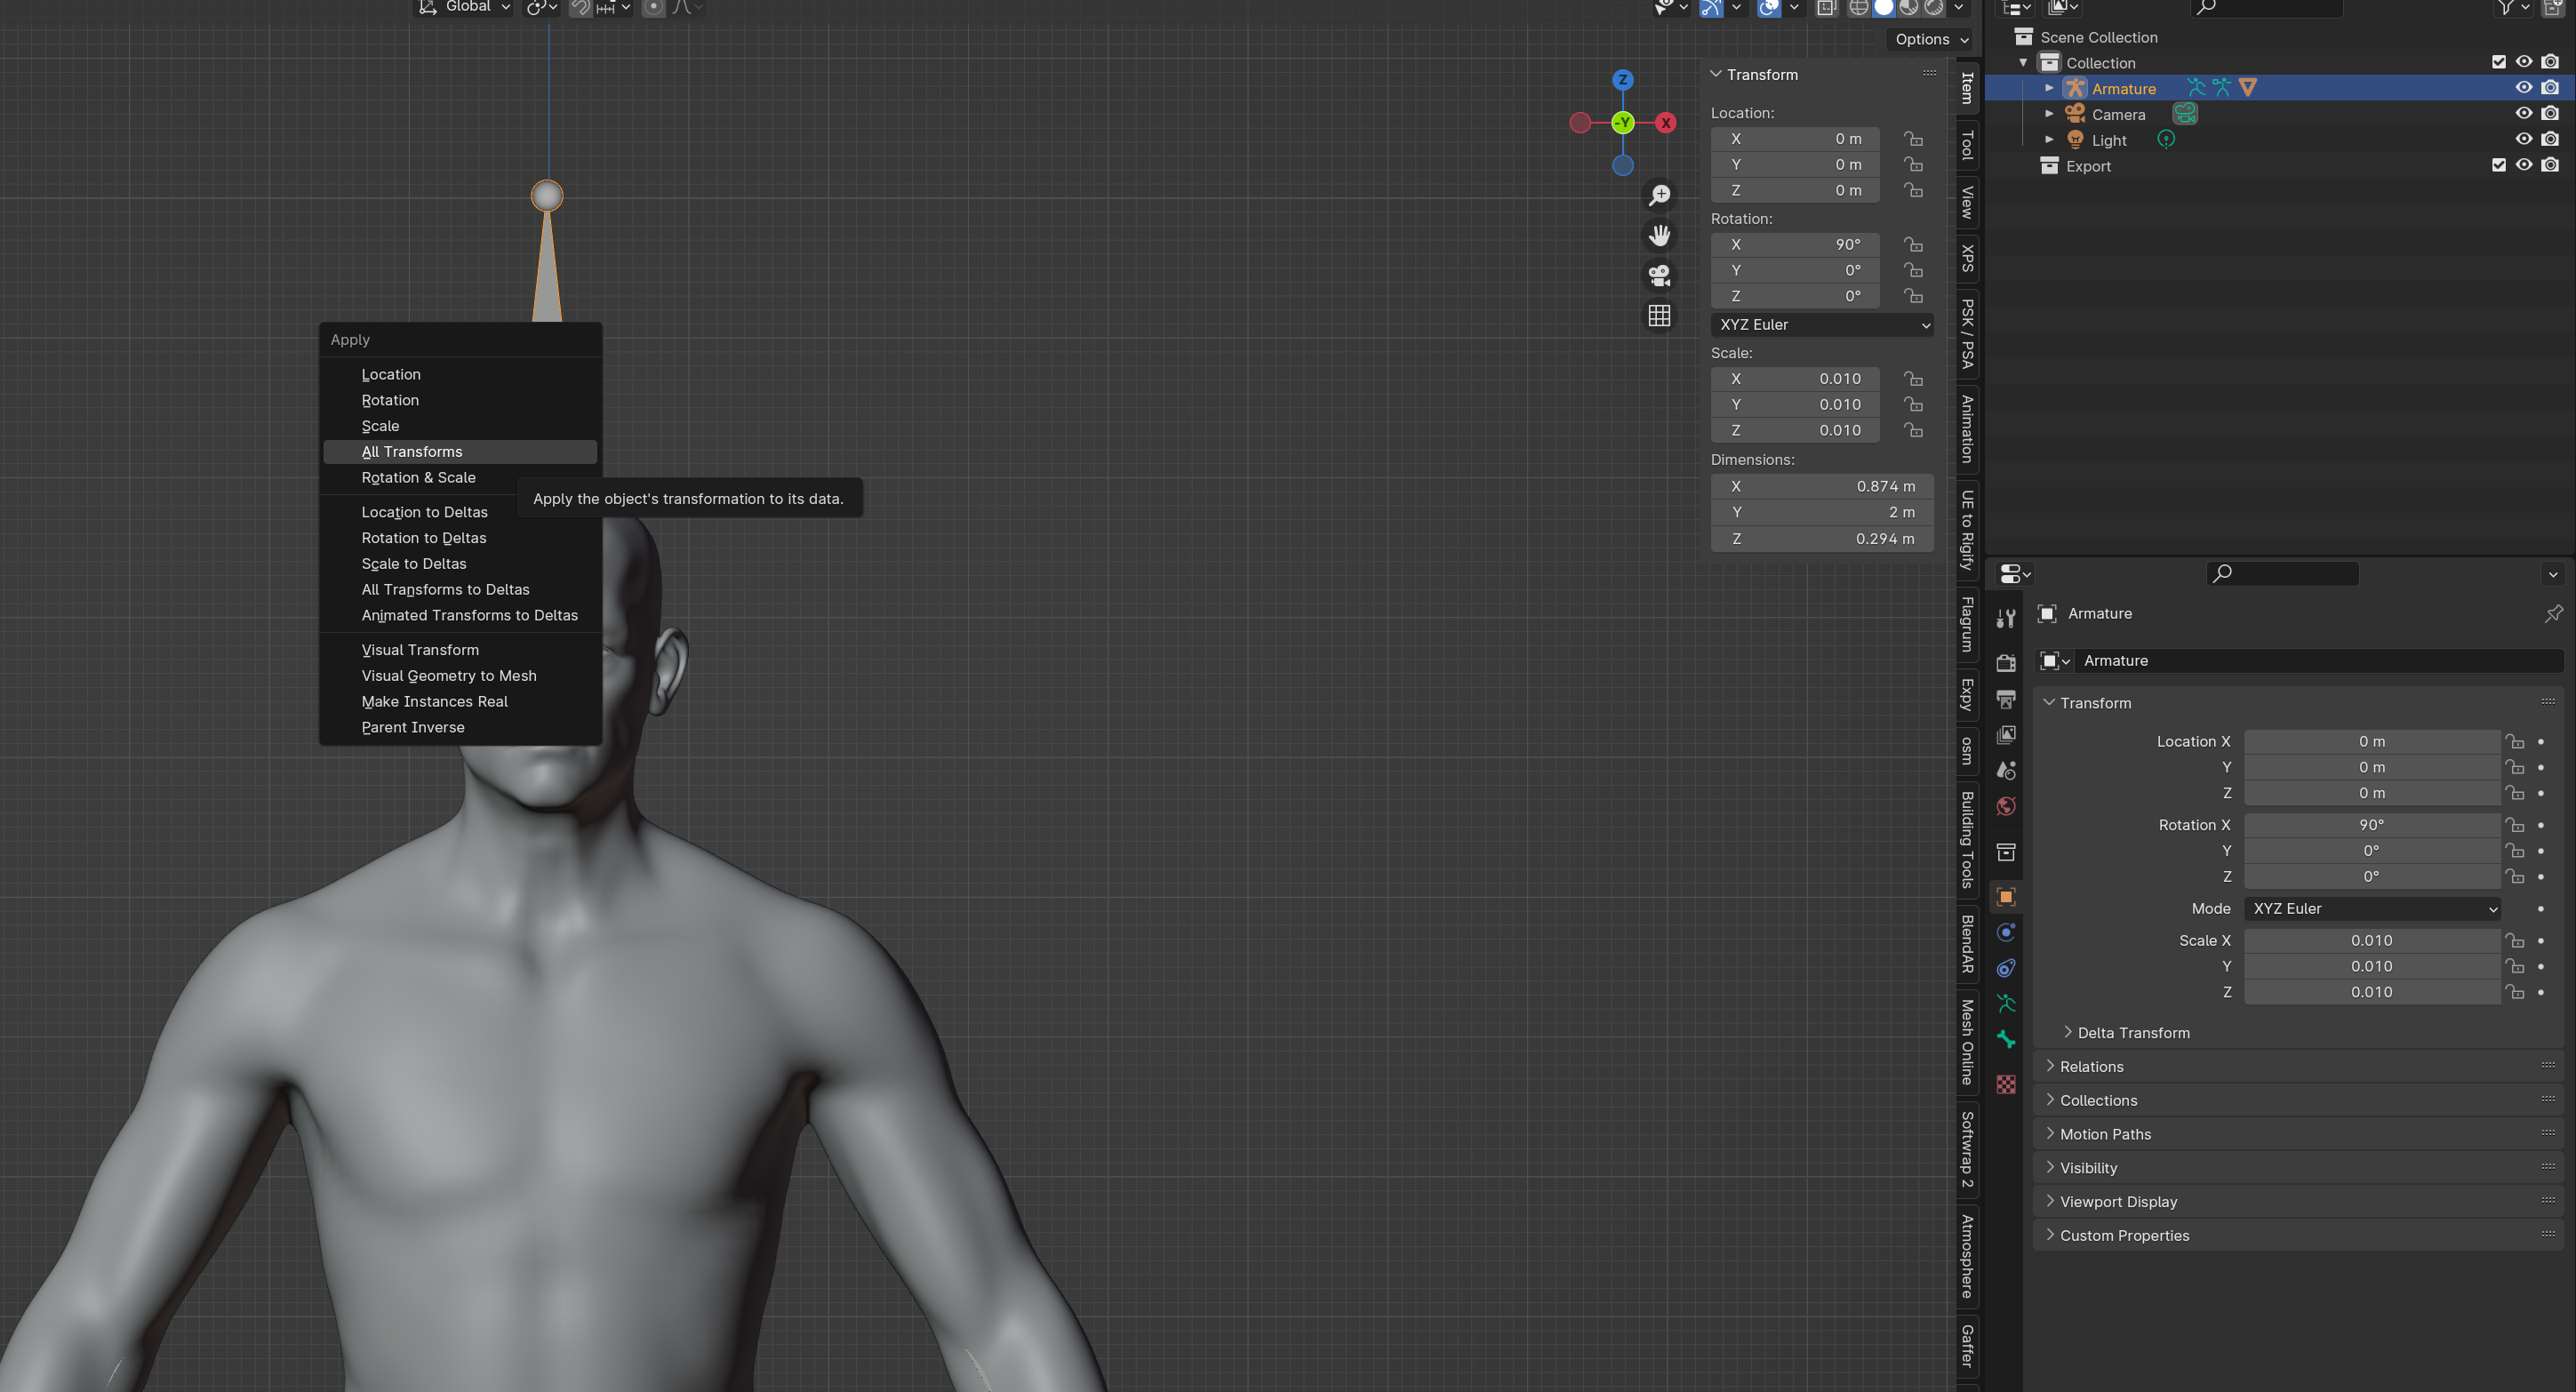 Global
Options
Transform
Location:
X 0 m
Y 0 m
Z 0 m
Rotation:
X 90°
Y 0°
Z 0°
XYZ Euler
Scale:
X 0.010
Y 0.010
Z 0.010
Dimensions:
X 0.874 m
Y 2 m
Z 0.294 m
Z
-Y
X
Apply
Location
Rotation
Scale
All Transforms
Rotation & Scale
Apply the object's transformation to its data.
Location to Deltas
Rotation to Deltas
Scale to Deltas
All Transforms to Deltas
Animated Transforms to Deltas
Visual Transform
Visual Geometry to Mesh
Make Instances Real
Parent Inverse
Item
Tool
View
XPS
PSK / PSA
Animation
UE to Rigify
Flagrum
Expy
osm
Building Tools
BlendAR
Mesh Online
Softwrap 2
Atmosphere
Gaffer
Scene Collection
Collection
Armature
Camera
Light
Export
Armature
Armature
Transform
Location X 0 m
Y 0 m
Z 0 m
Rotation X 90°
Y 0°
Z 0°
Mode XYZ Euler
Scale X 0.010
Y 0.010
Z 0.010
Delta Transform
Relations
Collections
Motion Paths
Visibility
Viewport Display
Custom Properties